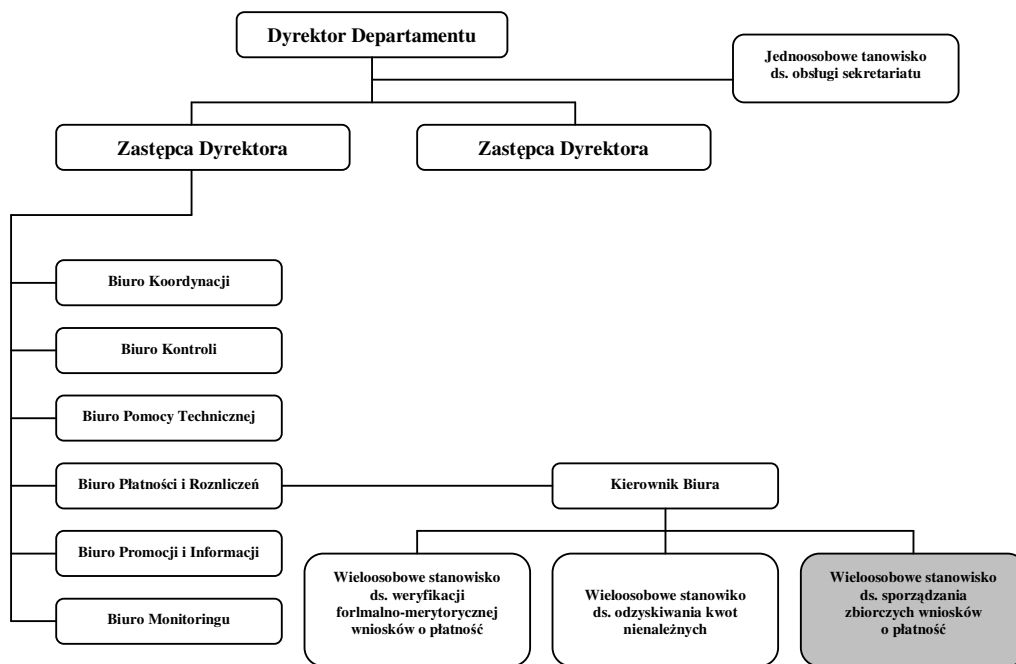 Dyrektor Departamentu
Jednoosobowe tanowisko
ds. obsługi sekretariatu
Zastępca Dyrektora
Zastępca Dyrektora
Biuro Koordynacji
Biuro Kontroli
Biuro Pomocy Technicznej
Biuro Płatności i Roznliczeń
Kierownik Biura
Biuro Promocji i Informacji
Biuro Monitoringu
Wieloosobowe stanowisko
ds. weryfikacji
forlmalno-merytorycznej
wniosków o płatność
Wieloosobowe stanowiko
ds. odzyskiwania kwot
nienależnych
Wieloosobowe stanowisko
ds. sporządzania
zbiorczych wniosków
o płatność